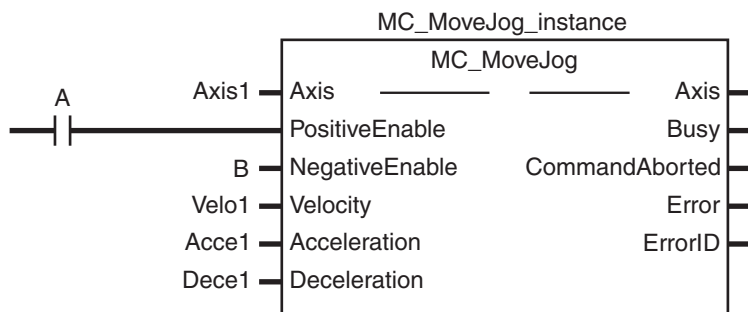 MC_MoveJog_instance
MC_MoveJog
A
Axis1 Axis Axis
PositiveEnable Busy
B NegativeEnable CommandAborted
Velo1 Velocity Error
Acce1 Acceleration ErrorID
Dece1 Deceleration